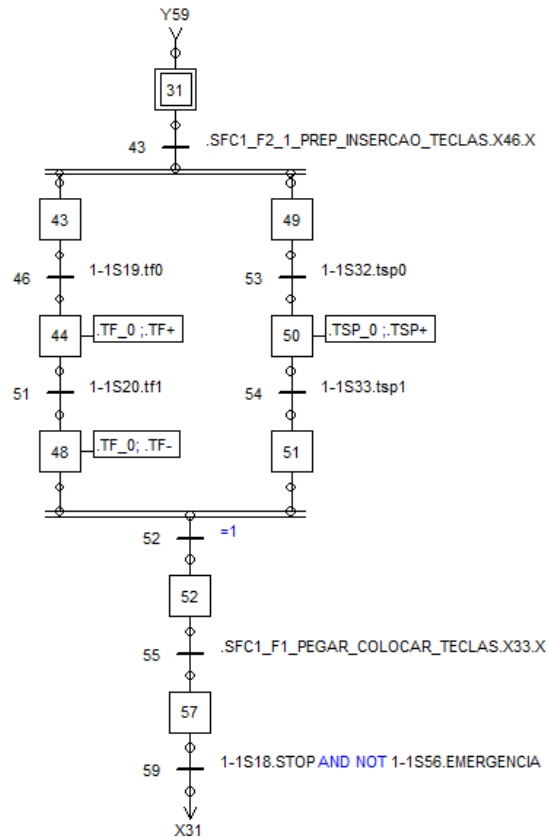 Y59
31
43 .SFC1_F2_1_PREP_INSERCAO_TECLAS.X46.X
43 49
46 1-1S19.tf0 53 1-1S32.tsp0
44 .TF_0 ;.TF+ 50 .TSP_0 ;.TSP+
51 1-1S20.tf1 54 1-1S33.tsp1
48 .TF_0; .TF- 51
52 =1
52
55 .SFC1_F1_PEGAR_COLOCAR_TECLAS.X33.X
57
59 1-1S18.STOP AND NOT 1-1S56.EMERGENCIA
X31